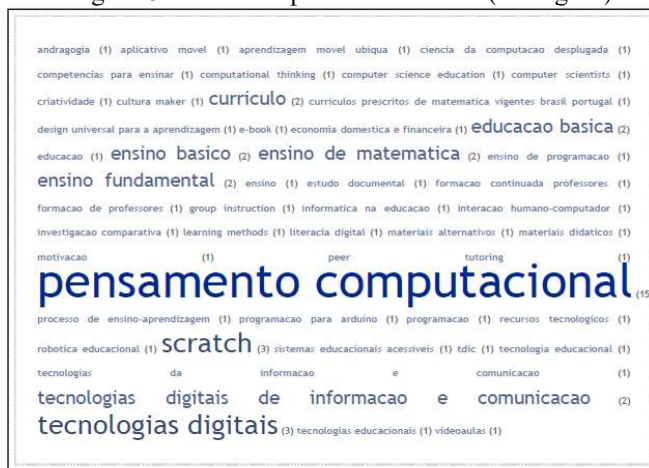 andragogia (1) aplicativo movel (1) aprendizagem movel ubiqua (1) ciencia da computacao desplugada (1)
competencias para ensinar (1) computational thinking (1) computer science education (1) computer scientists (1)
criatividade (1) cultura maker (1) curriculo (2) curriculos prescritos de matematica vigentes brasil portugal (1)
design universal para a aprendizagem (1) e-book (1) economia domestica e financeira (1) educacao basica (2)
educacao (1) ensino basico (2) ensino de matematica (2) ensino de programacao (1)
ensino fundamental (2) ensino (1) estudo documental (1) formacao continuada professores (1)
formacao de professores (1) group instruction (1) informatica na educacao (1) interacao humano-computador (1)
investigacao comparativa (1) learning methods (1) literacia digital (1) materiais alternativos (1) materiais didaticos (1)
motivacao (1) peer tutoring (1)
pensamento computacional (15
processo de ensino-aprendizagem (1) programacao para arduino (1) programacao (1) recursos tecnologicos (1)
robotica educacional (1) scratch (3) sistemas educacionais acessiveis (1) tdic (1) tecnologia educacional (1)
tecnologias da informacao e comunicacao (1)
tecnologias digitais de informacao e comunicacao (2)
tecnologias digitais (3) tecnologias educacionais (1) videoaulas (1)